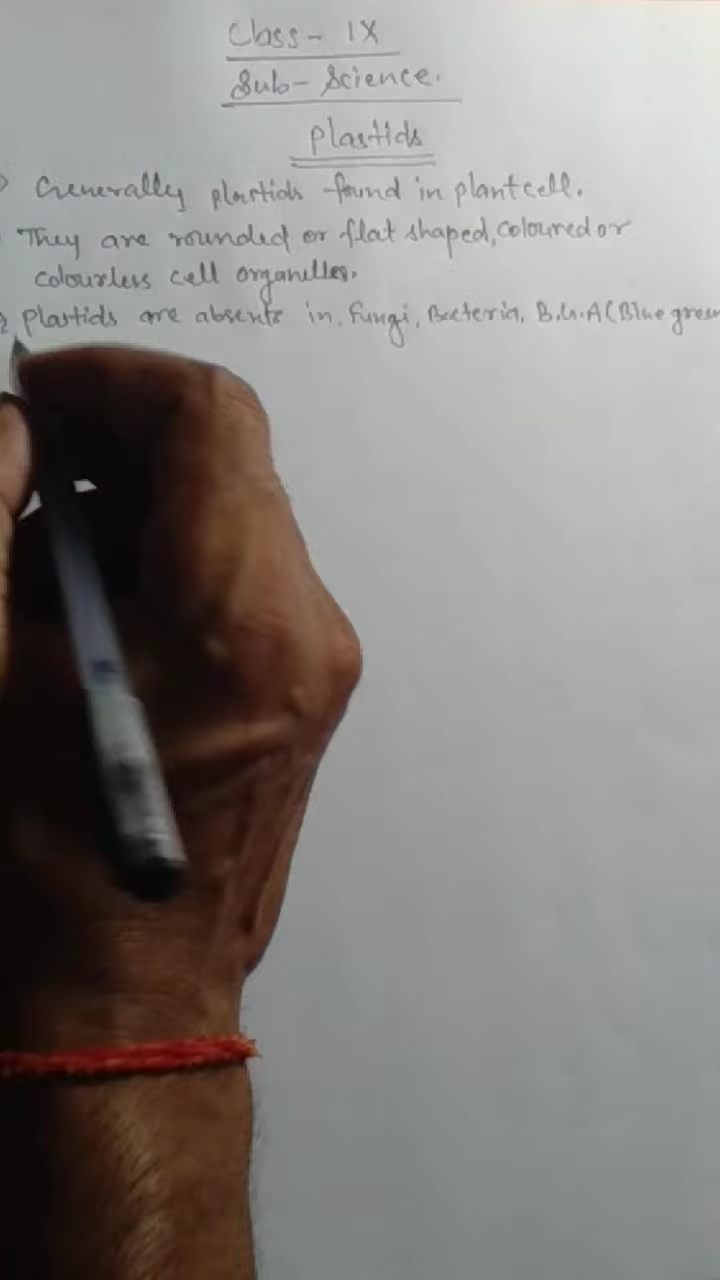 Class - IX
Sub - Science.
Plastids
Generally plastids found in plant cell.
They are rounded or flat shaped, coloured or
colourless cell organelles.
Plastids are absents in. Fungi, Bacteria, B.G.A (Blue green